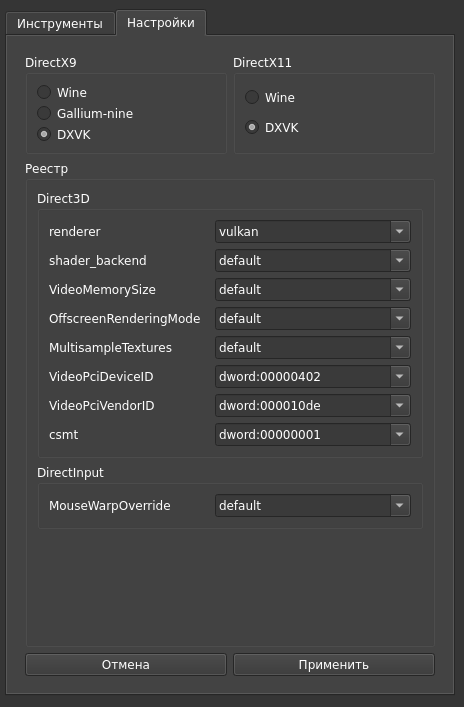 Инструменты
Настройки
DirectX9
DirectX11
Wine
Gallium-nine
DXVK
Wine
DXVK
Реестр
Direct3D
renderer vulkan
shader_backend default
VideoMemorySize default
OffscreenRenderingMode default
MultisampleTextures default
VideoPciDeviceID dword:00000402
VideoPciVendorID dword:000010de
csmt dword:00000001
DirectInput
MouseWarpOverride default
Отмена
Применить